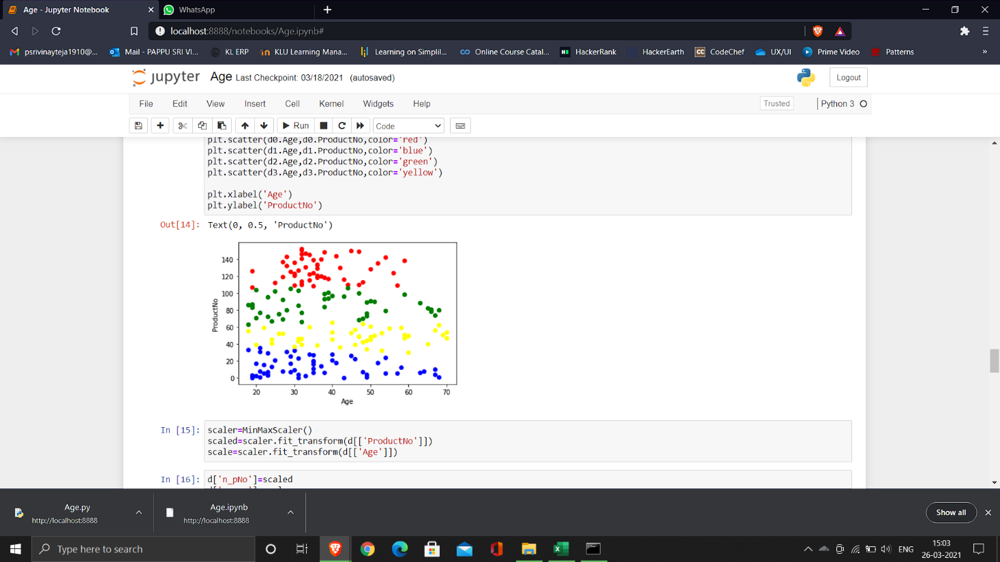 Age - Jupyter Notebook
WhatsApp
localhost:8888/notebooks/Age.ipynb#
psrivinayteja1910@...
Mail - PAPPU SRI VI...
KL ERP
KLU Learning Mana...
Learning on Simplil...
Online Course Catal...
HackerRank
HackerEarth
CodeChef
UX/UI
Prime Video
Patterns
»
jupyter Age Last Checkpoint: 03/18/2021 (autosaved)
Logout
File Edit View Insert Cell Kernel Widgets Help
Trusted
Python 3
Run
Code
plt.scatter(d0.Age,d0.ProductNo,color='red')
plt.scatter(d1.Age,d1.ProductNo,color='blue')
plt.scatter(d2.Age,d2.ProductNo,color='green')
plt.scatter(d3.Age,d3.ProductNo,color='yellow')
plt.xlabel('Age')
plt.ylabel('ProductNo')
Out[14]: Text(0, 0.5, 'ProductNo')
140
120
100
80
60
40
20
0
ProductNo
20 30 40 50 60 70
Age
In [15]: scaler=MinMaxScaler()
scaled=scaler.fit_transform(d[['ProductNo']])
scale=scaler.fit_transform(d[['Age']])
In [16]: d['n_pNo']=scaled
Age.py
http://localhost:8888
Age.ipynb
http://localhost:8888
Show all
Type here to search
ENG
15:03
26-03-2021